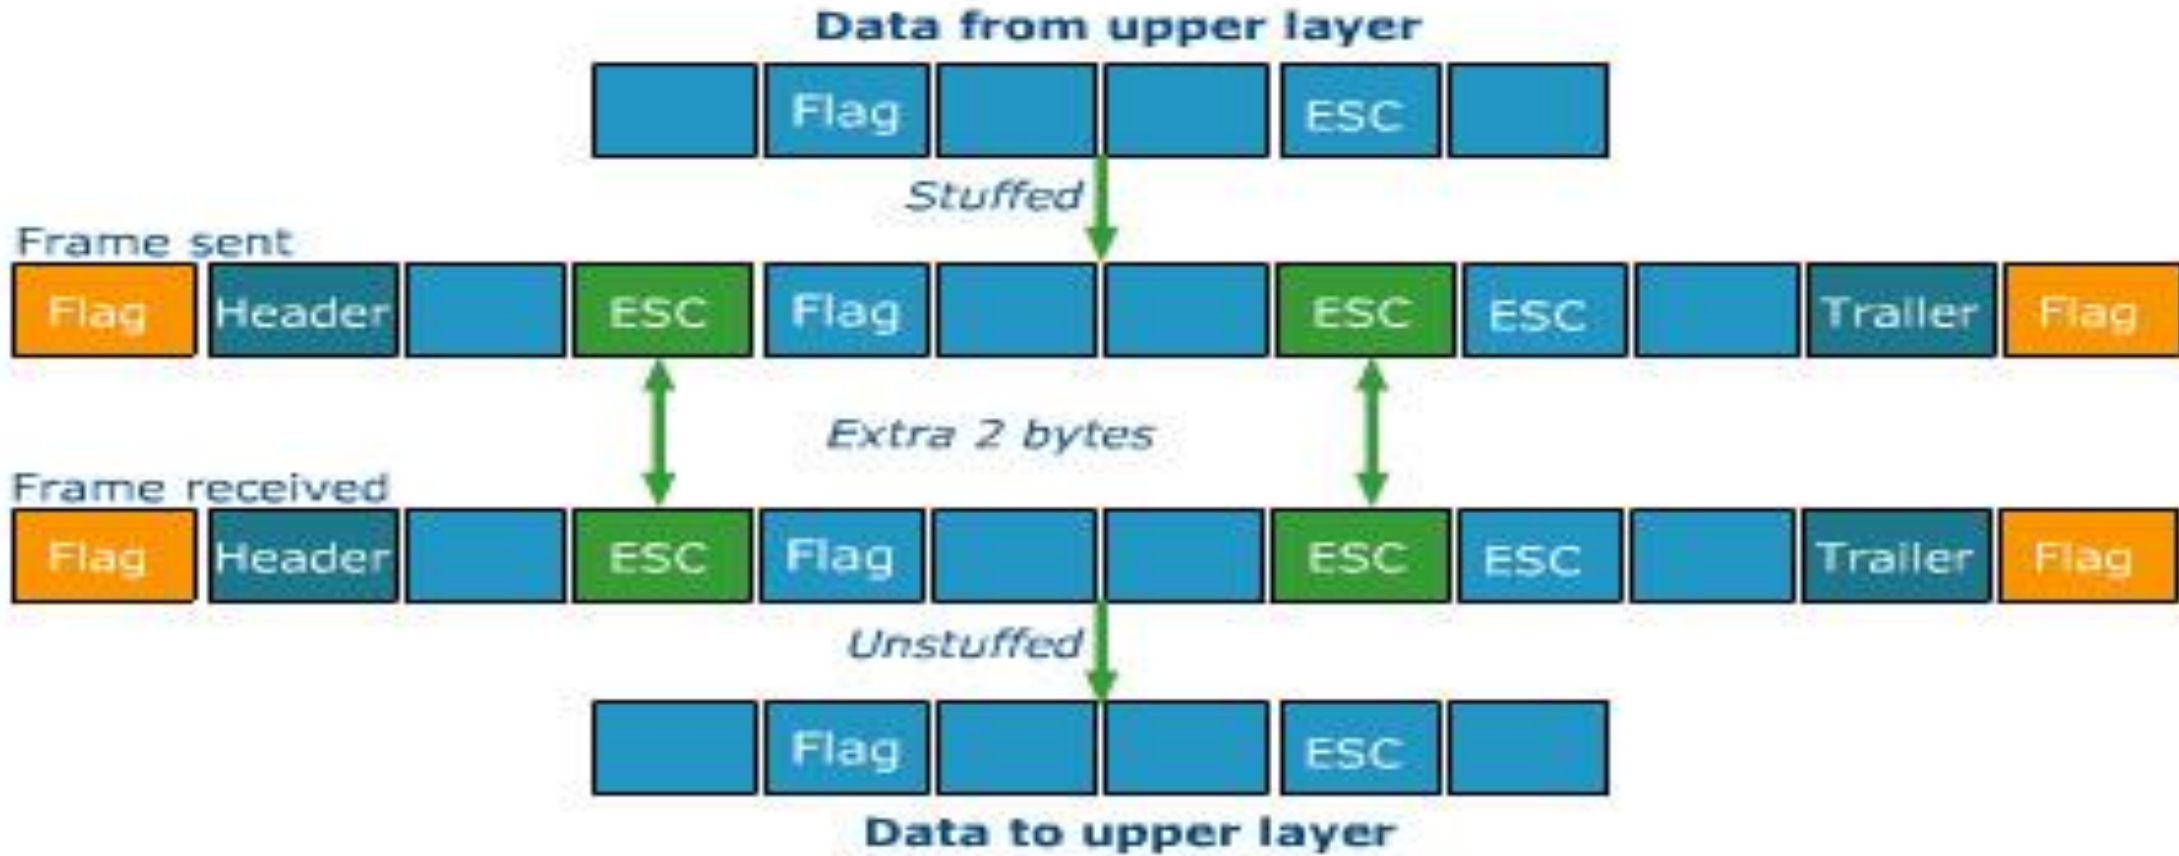 Data from upper layer
Flag ESC
Stuffed
Frame sent
Flag Header ESC Flag ESC ESC Trailer Flag
Extra 2 bytes
Frame received
Flag Header ESC Flag ESC ESC Trailer Flag
Unstuffed
Flag ESC
Data to upper layer